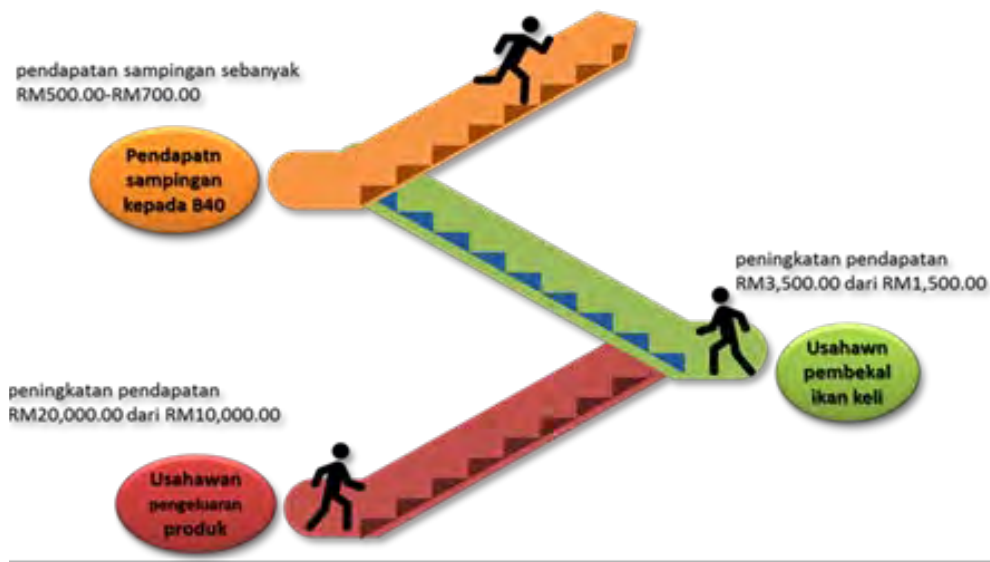 pendapatan sampingan sebanyak
RM500.00-RM700.00
Pendapatn
sampingan
kepada B40
peningkatan pendapatan
RM3,500.00 dari RM1,500.00
Usahawn
pembekal
ikan keli
peningkatan pendapatan
RM20,000.00 dari RM10,000.00
Usahawan
pengeluaran
produk